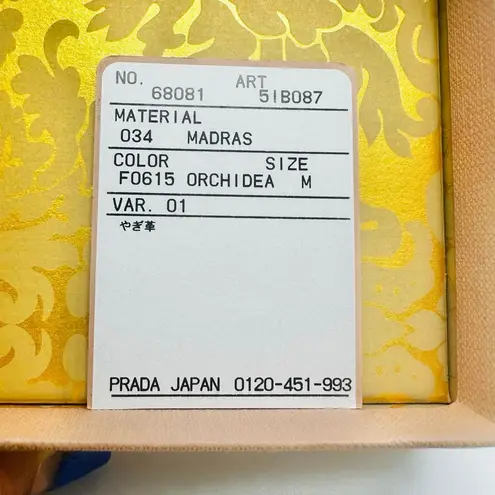 NO. ART
68081 5IB087
MATERIAL
034 MADRAS
COLOR SIZE
F0615 ORCHIDEA M
VAR. 01
やぎ革
PRADA JAPAN 0120-451-993